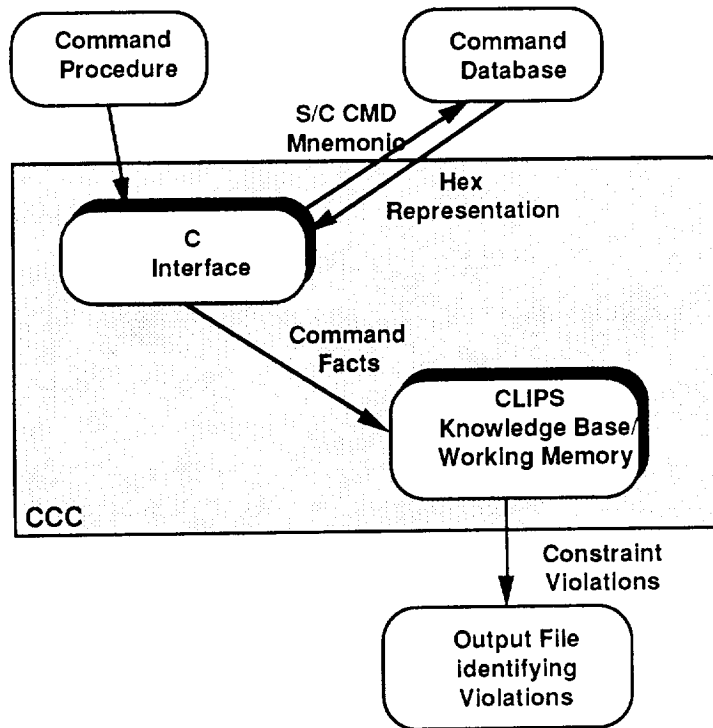 Command
Procedure
Command
Database
S/C CMD
Mnemonic
Hex
Representation
C
Interface
Command
Facts
CLIPS
Knowledge Base/
Working Memory
CCC
Constraint
Violations
Output File
identifying
Violations